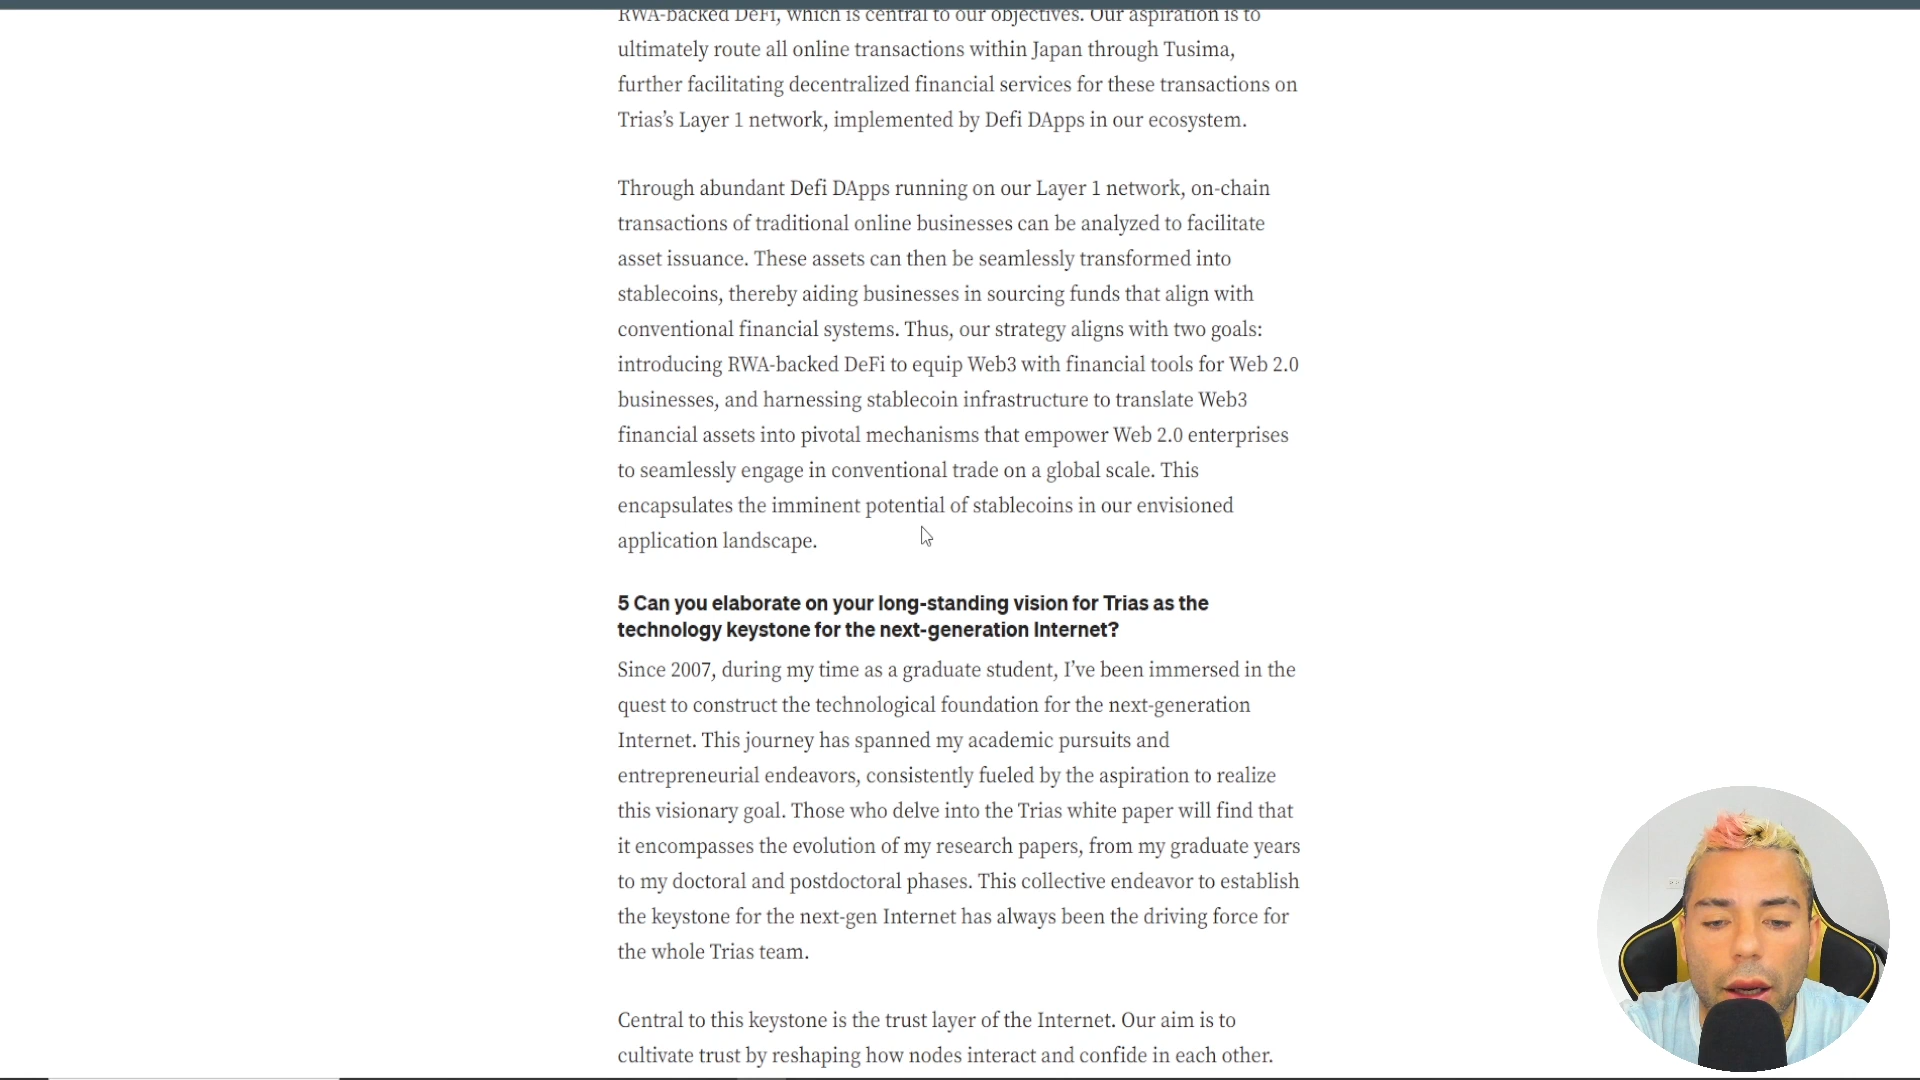 RWA-backed DeFi, which is central to our objectives. Our aspiration is to
ultimately route all online transactions within Japan through Tusima,
further facilitating decentralized financial services for these transactions on
Trias’s Layer 1 network, implemented by Defi DApps in our ecosystem.
Through abundant Defi DApps running on our Layer 1 network, on-chain
transactions of traditional online businesses can be analyzed to facilitate
asset issuance. These assets can then be seamlessly transformed into
stablecoins, thereby aiding businesses in sourcing funds that align with
conventional financial systems. Thus, our strategy aligns with two goals:
introducing RWA-backed DeFi to equip Web3 with financial tools for Web 2.0
businesses, and harnessing stablecoin infrastructure to translate Web3
financial assets into pivotal mechanisms that empower Web 2.0 enterprises
to seamlessly engage in conventional trade on a global scale. This
encapsulates the imminent potential of stablecoins in our envisioned
application landscape.
5 Can you elaborate on your long-standing vision for Trias as the
technology keystone for the next-generation Internet?
Since 2007, during my time as a graduate student, I’ve been immersed in the
quest to construct the technological foundation for the next-generation
Internet. This journey has spanned my academic pursuits and
entrepreneurial endeavors, consistently fueled by the aspiration to realize
this visionary goal. Those who delve into the Trias white paper will find that
it encompasses the evolution of my research papers, from my graduate years
to my doctoral and postdoctoral phases. This collective endeavor to establish
the keystone for the next-gen Internet has always been the driving force for
the whole Trias team.
Central to this keystone is the trust layer of the Internet. Our aim is to
cultivate trust by reshaping how nodes interact and confide in each other.